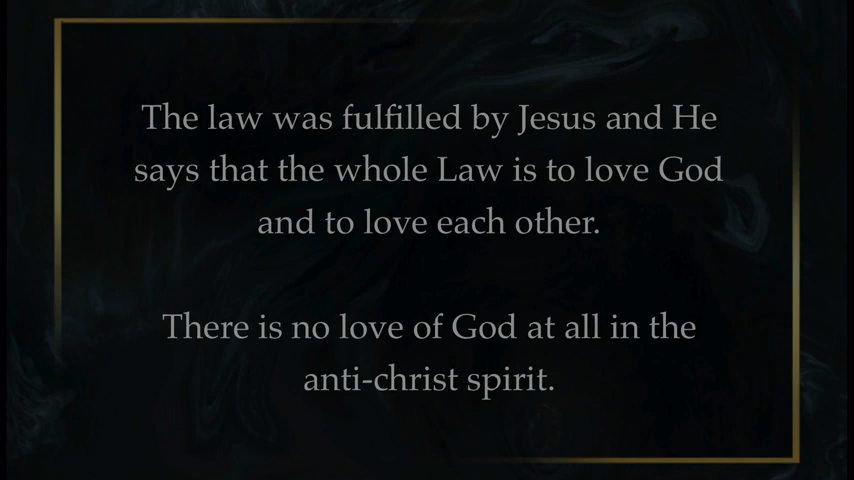 The law was fulfilled by Jesus and He
says that the whole Law is to love God
and to love each other.
There is no love of God at all in the
anti-christ spirit.